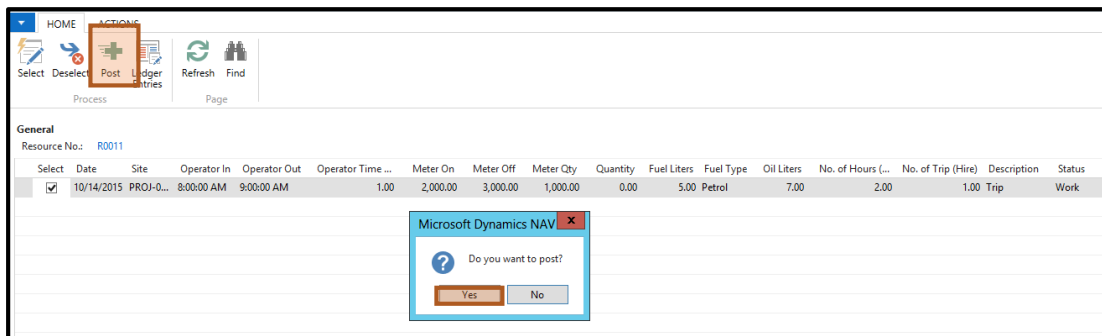 HOME ACTIONS
Select Deselect Post Ledger Entries Refresh Find
Process Page
General
Resource No.: R0011
Select Date Site Operator In Operator Out Operator Time ... Meter On Meter Off Meter Qty Quantity Fuel Liters Fuel Type Oil Liters No. of Hours (... No. of Trip (Hire) Description Status
10/14/2015 PROJ-0... 8:00:00 AM 9:00:00 AM 1.00 2,000.00 3,000.00 1,000.00 0.00 5.00 Petrol 7.00 2.00 1.00 Trip Work
Microsoft Dynamics NAV X
Do you want to post?
Yes No